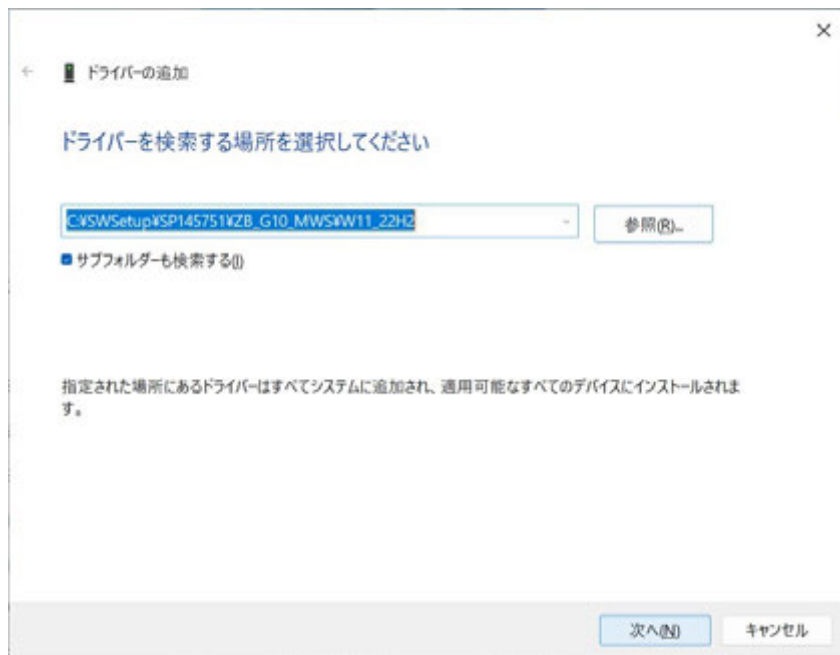 ドライバーの追加
ドライバーを検索する場所を選択してください
C:¥SWSetup¥SP145751¥ZB_G10_MWS¥W11_22H2
参照(R)...
サブフォルダーも検索する(I)
指定された場所にあるドライバーはすべてシステムに追加され、適用可能なすべてのデバイスにインストールされま
す。
次へ(N)
キャンセル